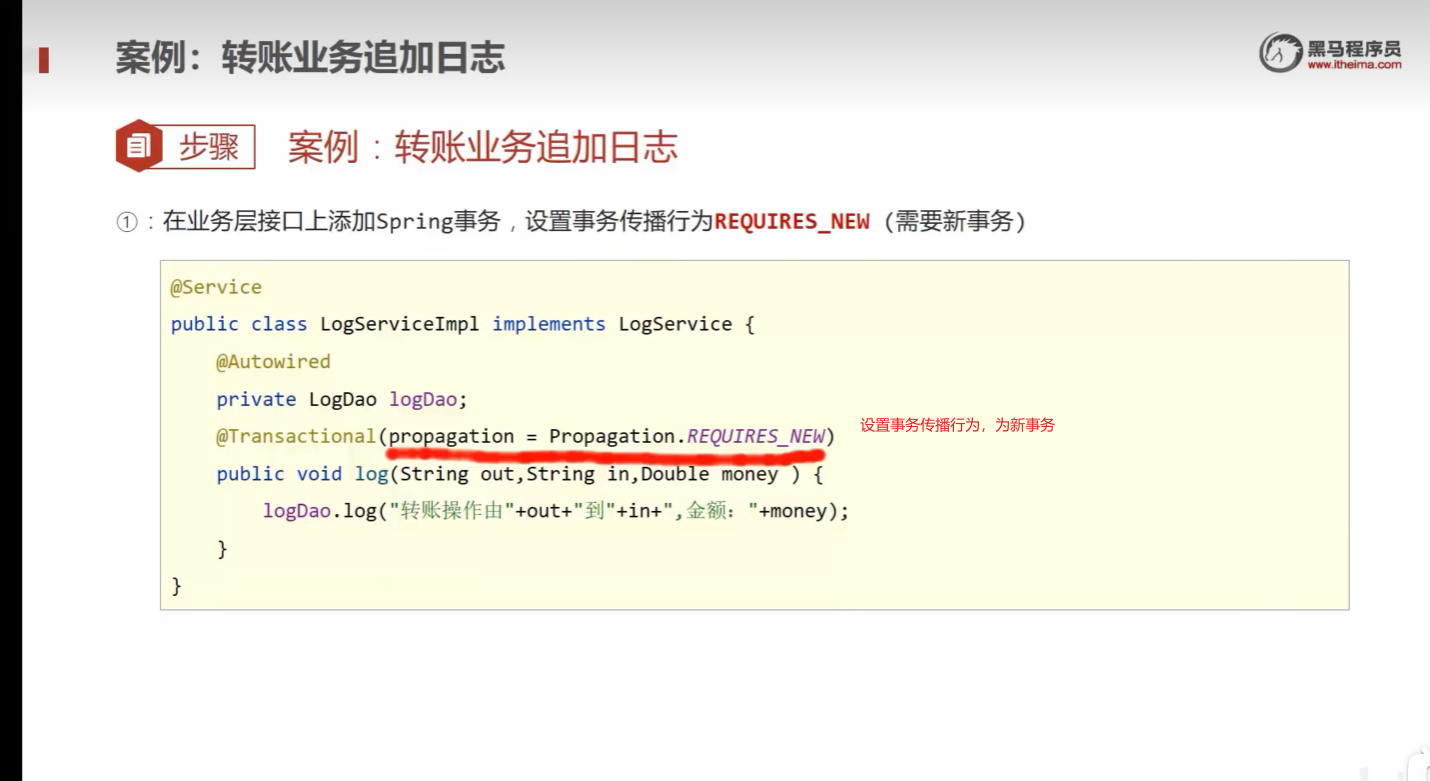 案例：转账业务追加日志
黑马程序员
www.itheima.com
步骤
案例：转账业务追加日志
①：在业务层接口上添加Spring事务，设置事务传播行为REQUIRES_NEW（需要新事务）
@Service
public class LogServiceImpl implements LogService {
@Autowired
private LogDao logDao;
@Transactional(propagation = Propagation.REQUIRES_NEW)
设置事务传播行为，为新事务
public void log(String out,String in,Double money ) {
logDao.log("转账操作由"+out+"到"+in+",金额："+money);
}
}